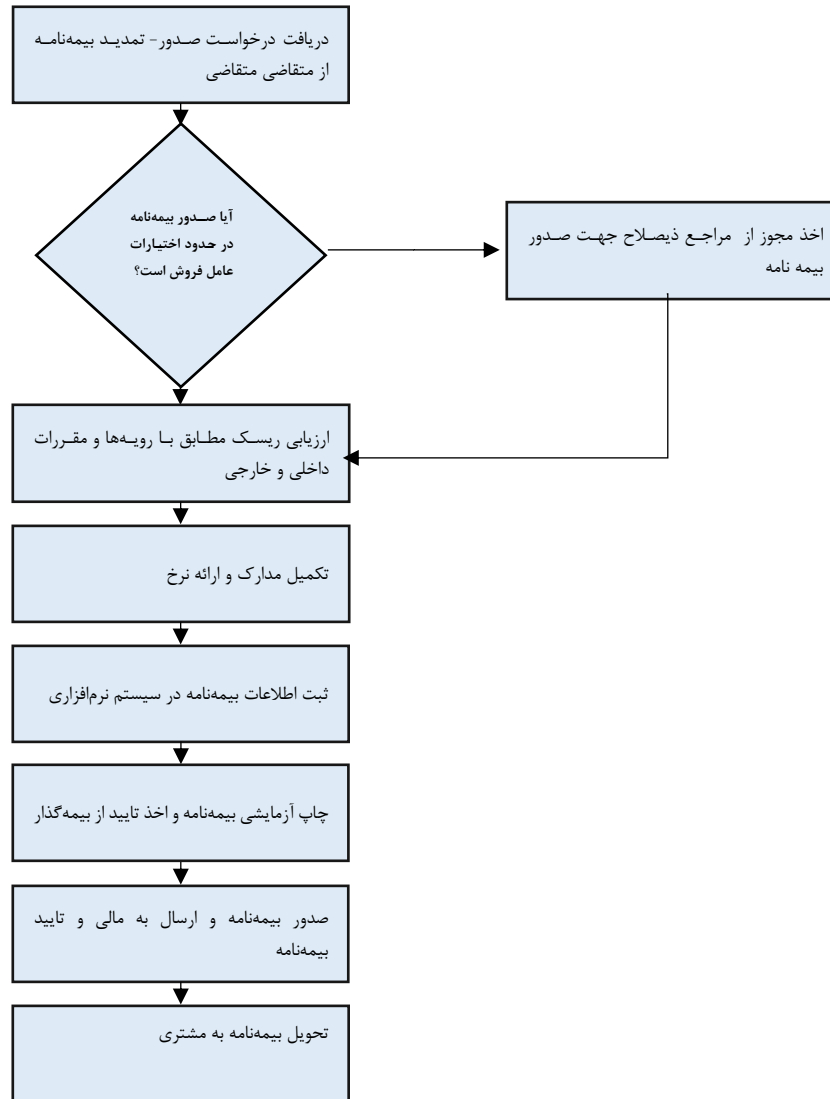 دریافت درخواست صدور- تمدید بیمه‌نامه
از متقاضی متقاضی
آیا صدور بیمه‌نامه
در حدود اختیارات
عامل فروش است؟
اخذ مجوز از مراجع ذیصلاح جهت صدور
بیمه نامه
ارزیابی ریسک مطابق با رویه‌ها و مقررات
داخلی و خارجی
تکمیل مدارک و ارائه نرخ
ثبت اطلاعات بیمه‌نامه در سیستم نرم‌افزاری
چاپ آزمایشی بیمه‌نامه و اخذ تایید از بیمه‌گذار
صدور بیمه‌نامه و ارسال به مالی و تایید
بیمه‌نامه
تحویل بیمه‌نامه به مشتری